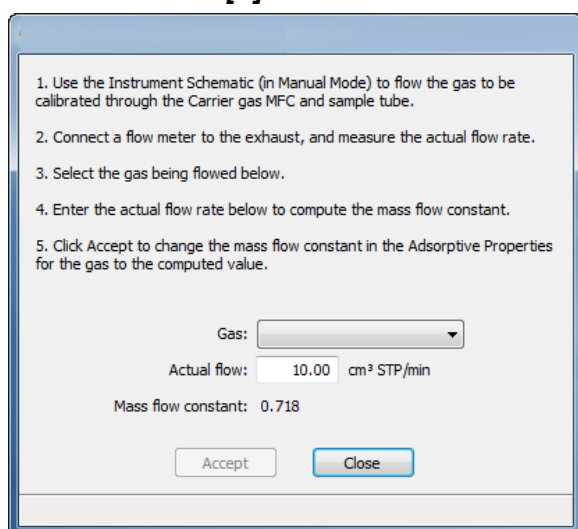 1. Use the Instrument Schematic (in Manual Mode) to flow the gas to be
calibrated through the Carrier gas MFC and sample tube.
2. Connect a flow meter to the exhaust, and measure the actual flow rate.
3. Select the gas being flowed below.
4. Enter the actual flow rate below to compute the mass flow constant.
5. Click Accept to change the mass flow constant in the Adsorptive Properties
for the gas to the computed value.
Gas:
Actual flow: 10.00 cm³ STP/min
Mass flow constant: 0.718
Accept Close